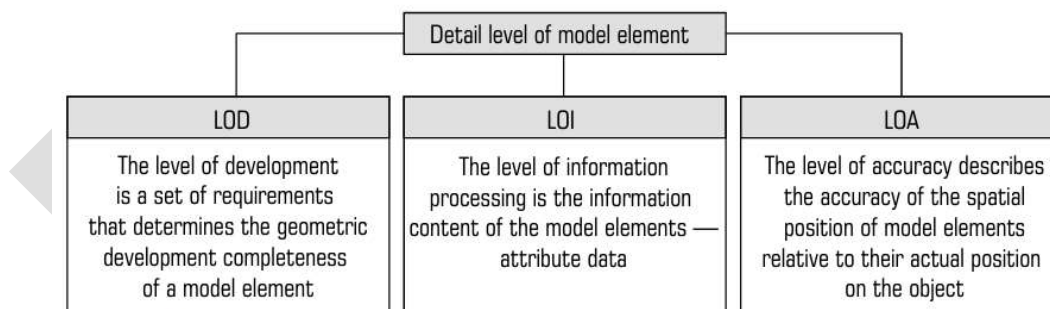 Detail level of model element
LOD
The level of development
is a set of requirements
that determines the geometric
development completeness
of a model element
LOI
The level of information
processing is the information
content of the model elements —
attribute data
LOA
The level of accuracy describes
the accuracy of the spatial
position of model elements
relative to their actual position
on the object